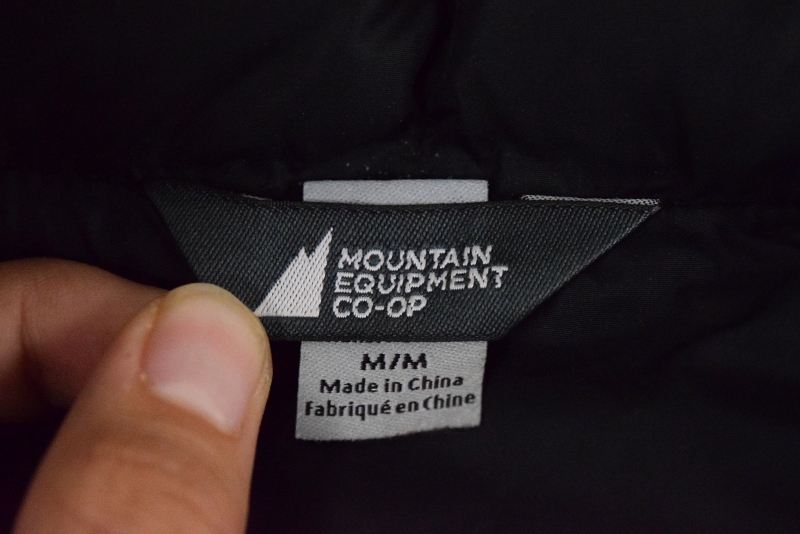 MOUNTAIN
EQUIPMENT
CO-OP
M/M
Made in China
Fabriqué en Chine